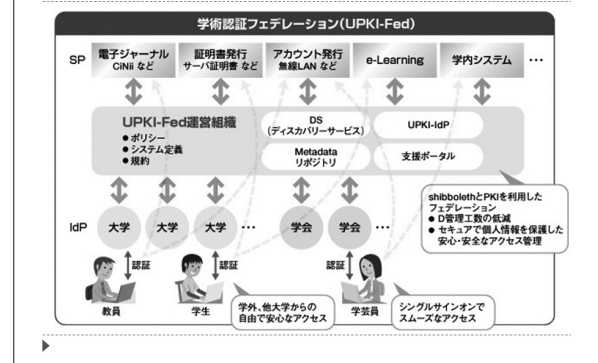 学術認証フェデレーション(UPKI-Fed)
SP
電子ジャーナル
CiNii など
証明書発行
サーバ証明書 など
アカウント発行
無線LAN など
e-Learning
学内システム
…
UPKI-Fed運営組織
● ポリシー
● システム定義
● 規約
DS
(ディスカバリーサービス)
UPKI-IdP
Metadata
リポジトリ
支援ポータル
shibbolethとPKIを利用した
フェデレーション
● D管理工数の低減
● セキュアで個人情報を保護した
安心・安全なアクセス管理
IdP
大学
大学
大学
…
学会
学会
…
認証
認証
認証
教員
学生
学芸員
学外、他大学からの
自由で安心なアクセス
シングルサインオンで
スムーズなアクセス